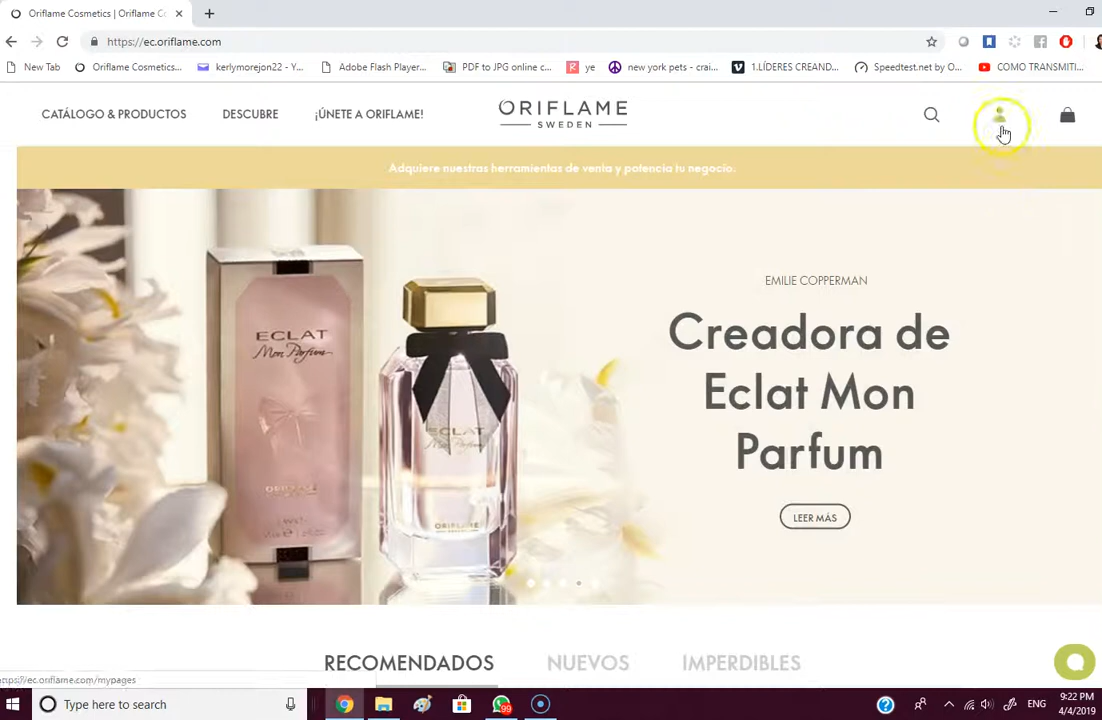 Oriflame Cosmetics | Oriflame Co
https://ec.oriflame.com
New Tab
Oriflame Cosmetics...
kerlymorejon22 - Y...
Adobe Flash Player...
PDF to JPG online c...
R ye
new york pets - crai...
1.LÍDERES CREAND...
Speedtest.net by O...
COMO TRANSMITI...
CATÁLOGO & PRODUCTOS
DESCUBRE
¡ÚNETE A ORIFLAME!
ORIFLAME
SWEDEN
Adquiere nuestras herramientas de venta y potencia tu negocio.
ECLAT
Mon Parfum
ECLAT
Mon Parfum
ORIFLAME
EMILIE COPPERMAN
Creadora de
Eclat Mon
Parfum
LEER MÁS
RECOMENDADOS
NUEVOS
IMPERDIBLES
https://ec.oriflame.com/mypages
Type here to search
99
ENG
9:22 PM
4/4/2019